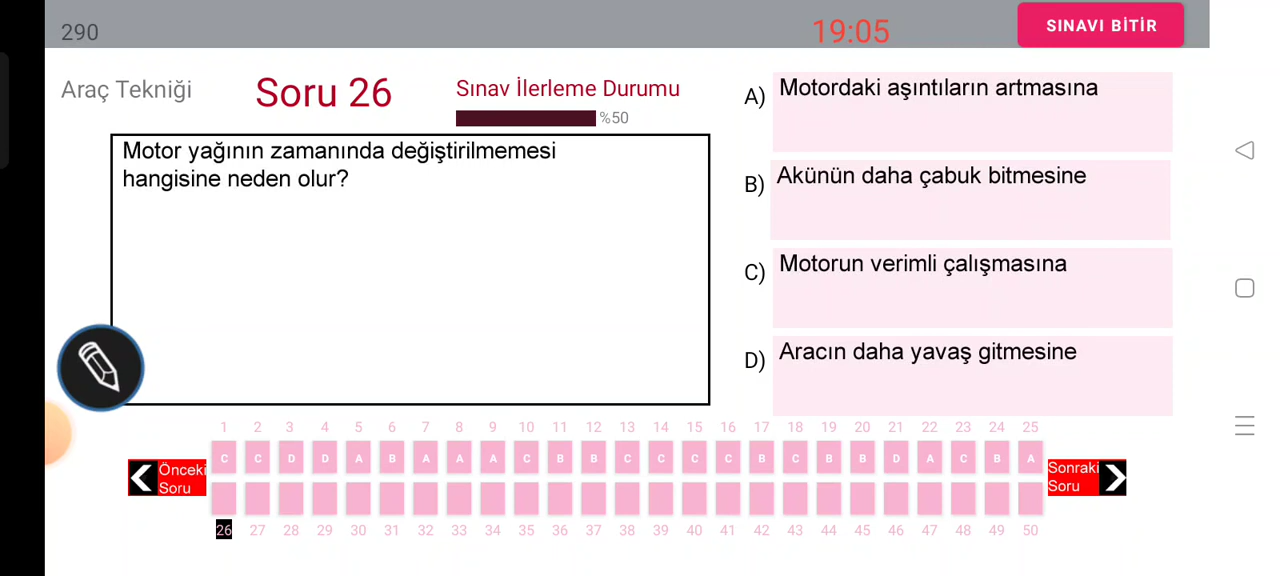 290
19:05
SINAVI BİTİR
Araç Tekniği
Soru 26
Sınav İlerleme Durumu
%50
Motor yağının zamanında değiştirilmemesi
hangisine neden olur?
A) Motordaki aşıntıların artmasına
B) Akünün daha çabuk bitmesine
C) Motorun verimli çalışmasına
D) Aracın daha yavaş gitmesine
1 2 3 4 5 6 7 8 9 10 11 12 13 14 15 16 17 18 19 20 21 22 23 24 25
C C D D A B A A A C B B C C C C B C B B D A C B A
Önceki
Soru
Sonraki
Soru
26 27 28 29 30 31 32 33 34 35 36 37 38 39 40 41 42 43 44 45 46 47 48 49 50